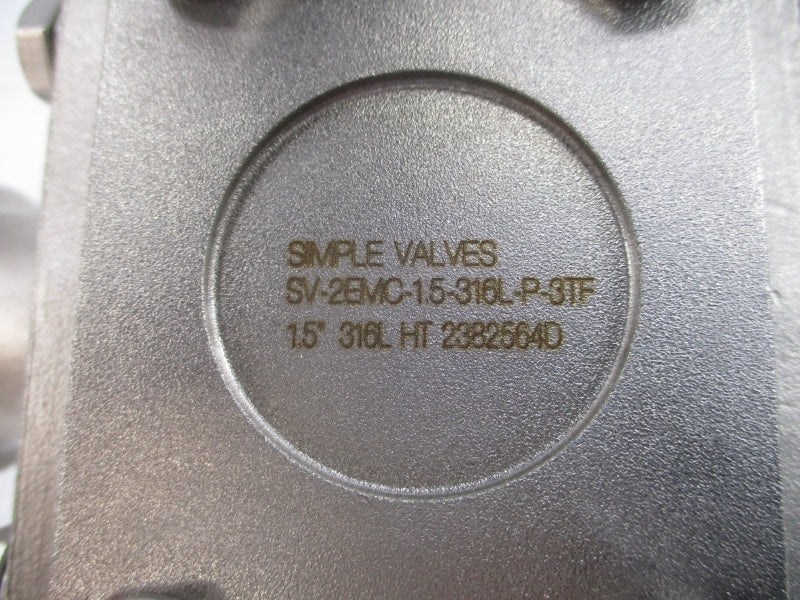 SIMPLE VALVES
SV-2EMC-1.5-316L-P-3TF
1.5" 316L HT 2382564D